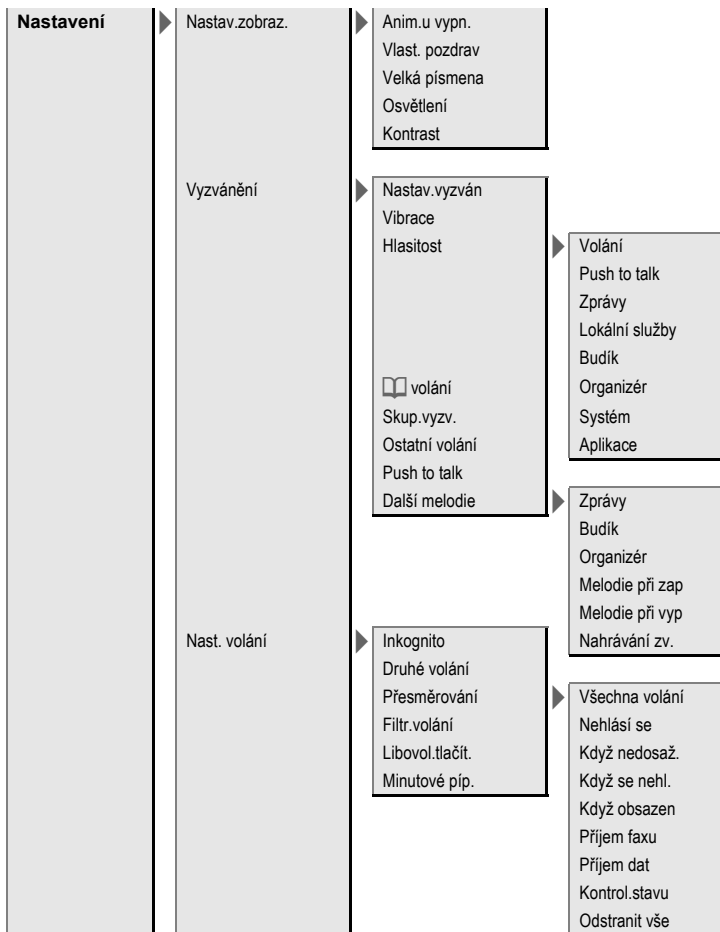 Nastavení
Nastav.zobraz.
Anim.u vypn.
Vlast. pozdrav
Velká písmena
Osvětlení
Kontrast
Vyzvánění
Nastav.vyzván
Vibrace
Hlasitost
Volání
Push to talk
Zprávy
Lokální služby
Budík
Organizér
Systém
Aplikace
volání
Skup.vyzv.
Ostatní volání
Push to talk
Další melodie
Zprávy
Budík
Organizér
Melodie při zap
Melodie při vyp
Nahrávání zv.
Nast. volání
Inkognito
Druhé volání
Přesměrování
Všechna volání
Nehlásí se
Když nedosaž.
Když se nehl.
Když obsazen
Příjem faxu
Příjem dat
Kontrol.stavu
Odstranit vše
Filtr.volání
Libovol.tlačít.
Minutové píp.